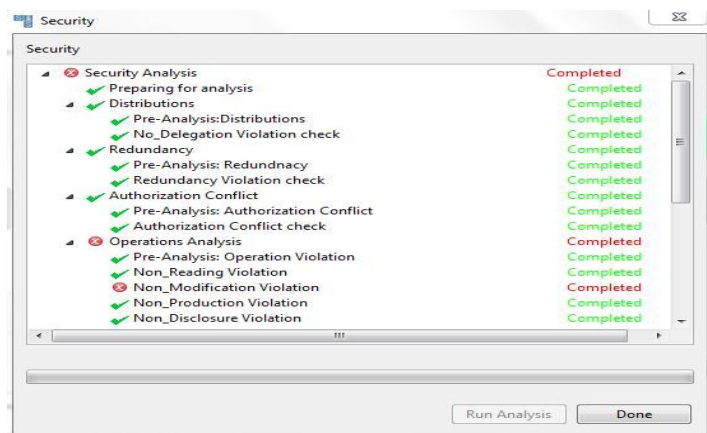 Security
Security
Security Analysis Completed
Preparing for analysis Completed
Distributions Completed
Pre-Analysis:Distributions Completed
No_Delegation Violation check Completed
Redundancy Completed
Pre-Analysis: Redundnacy Completed
Redundancy Violation check Completed
Authorization Conflict Completed
Pre-Analysis: Authorization Conflict Completed
Authorization Conflict check Completed
Operations Analysis Completed
Pre-Analysis: Operation Violation Completed
Non_Reading Violation Completed
Non_Modification Violation Completed
Non_Production Violation Completed
Non_Disclosure Violation Completed
Run Analysis Done